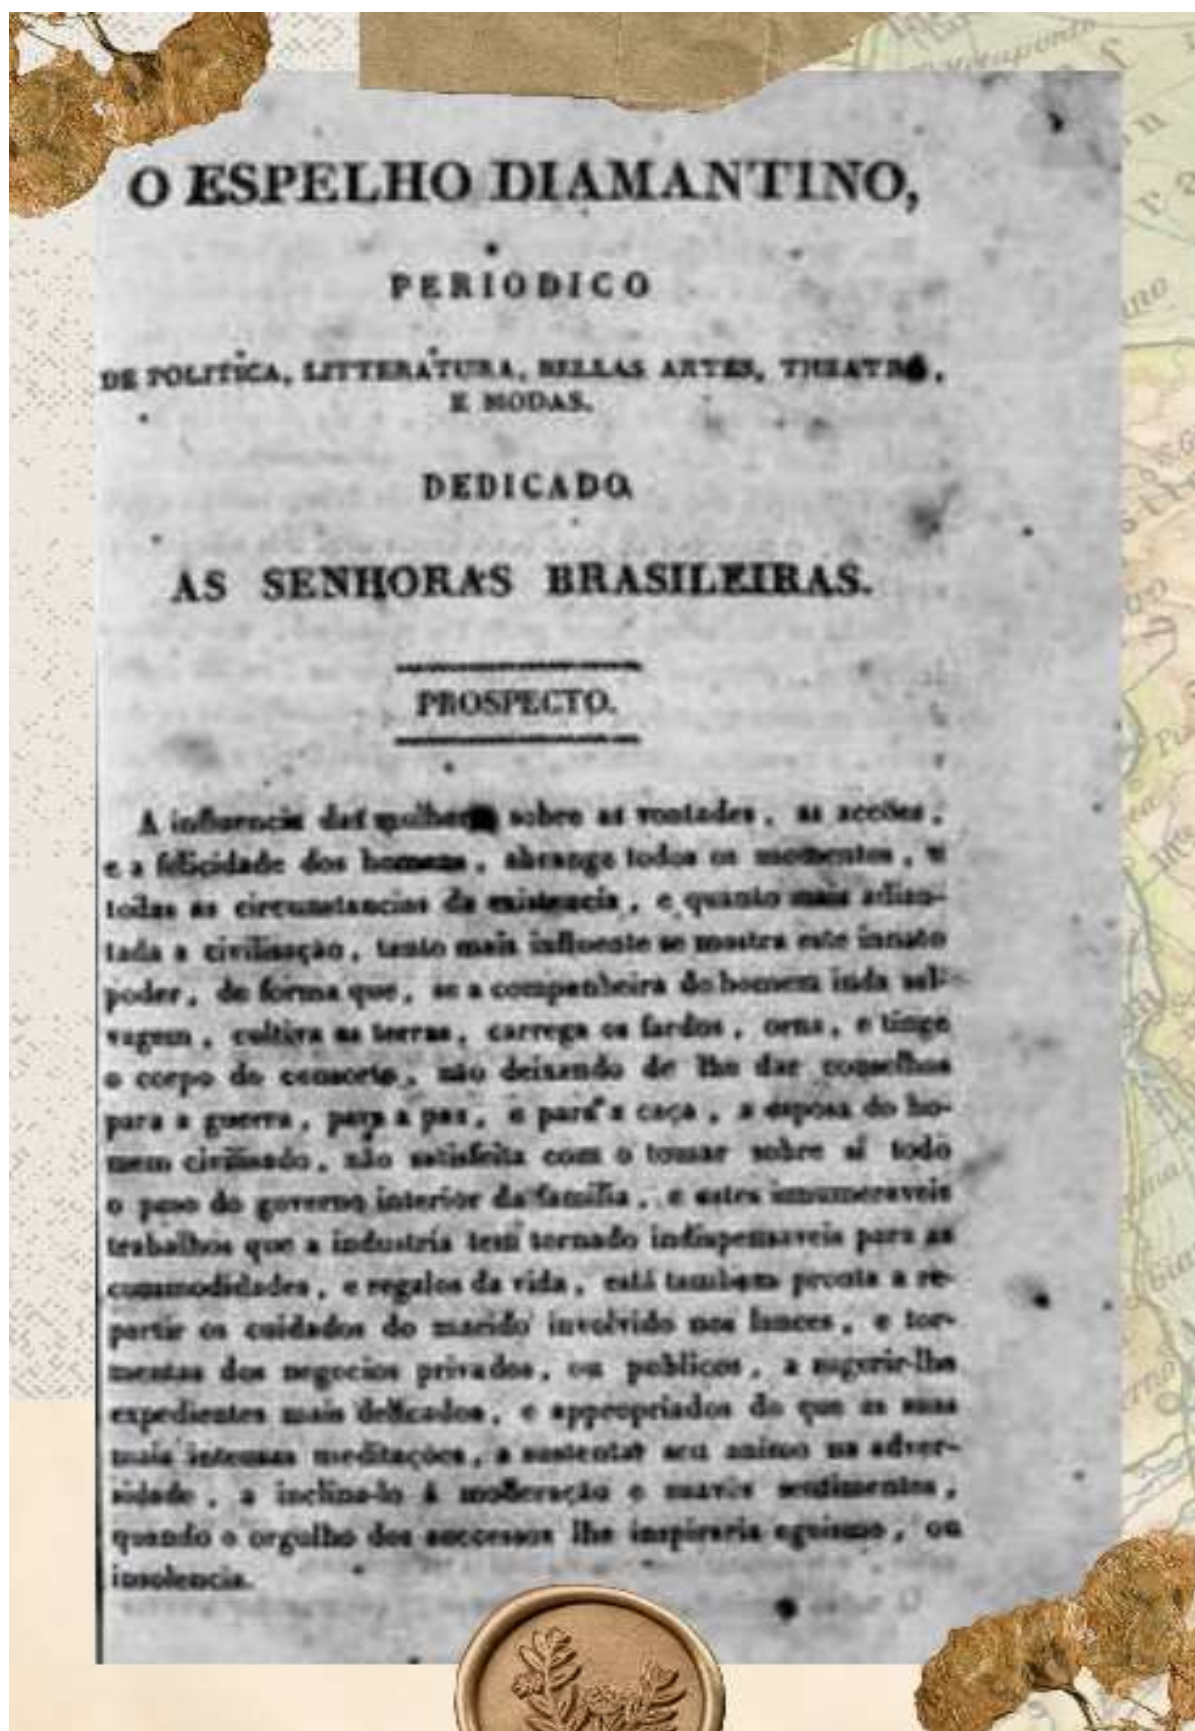 O ESPELHO DIAMANTINO,
PERIODICO
DE POLITICA, LITTERATURA, BELLAS ARTES, THEATRO,
E MODAS.
DEDICADO
AS SENHORAS BRASILEIRAS.
PROSPECTO.
A influencia das mulheres sobre as vontades, as acções,
e a felicidade dos homens, abrange todos os momentos, e
todas as circunstancias da existencia, e quanto mais adian-
tada a civilisação, tanto mais influente se mostra este innato
poder, de forma que, se a companheira do homem inda sel-
vagem, cultiva as terras, carrega os fardos, orna, e tinge
o corpo do consorte, não deixando de lhe dar conselhos
para a guerra, para a paz, e para a caça, a esposa do ho-
mem civilisado, não satisfeita com o tomar sobre sí todo
o peso do governo interior da familia, e estes innumeraveis
trabalhos que a industria tem tornado indispensaveis para as
commodidades, e regalos da vida, está tambem pronta a re-
partir os cuidados do marido involvido nos lances, e tor-
mentas dos negocios privados, ou publicos, a sugerir-lhe
expedientes mais delicados, e appropriados do que as suas
mais intensas meditações, a sustentar seu animo na adver-
sidade, a inclina-lo á moderação e suaves sentimentos,
quando o orgulho dos successos lhe inspiraria egoismo, ou
insolencia.
Metaponto